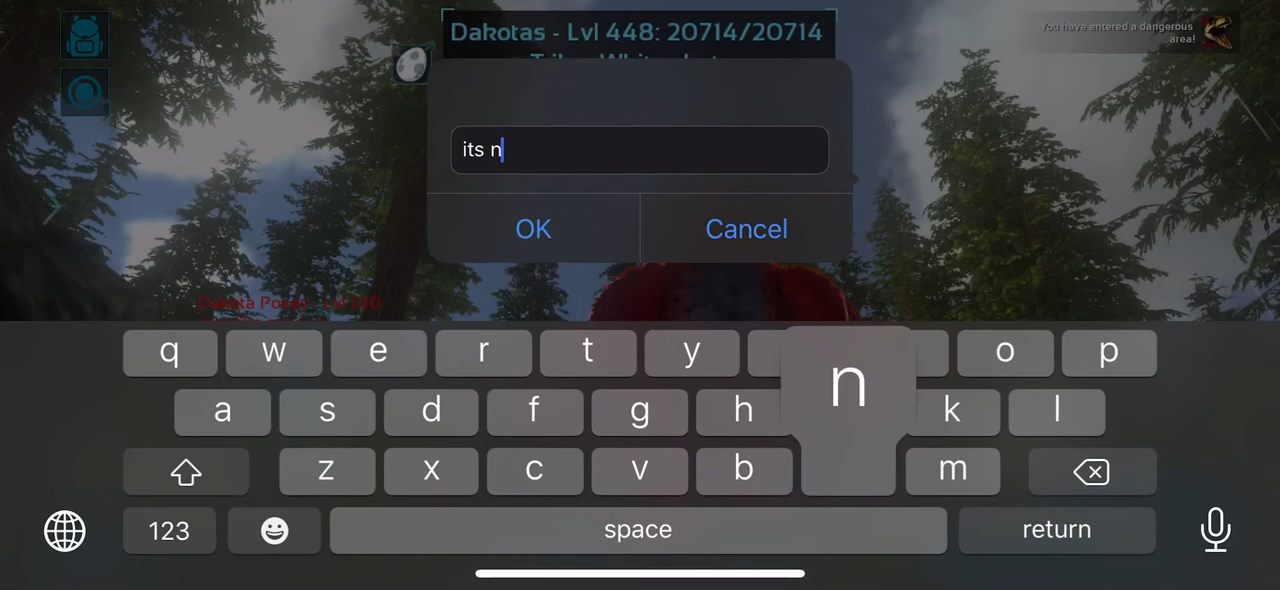 Dakotas - Lvl 448: 20714/20714
You have entered a dangerous
area!
its n
OK
Cancel
q w e r t y o p
a s d f g h k l
n
z x c v b m
123
space
return